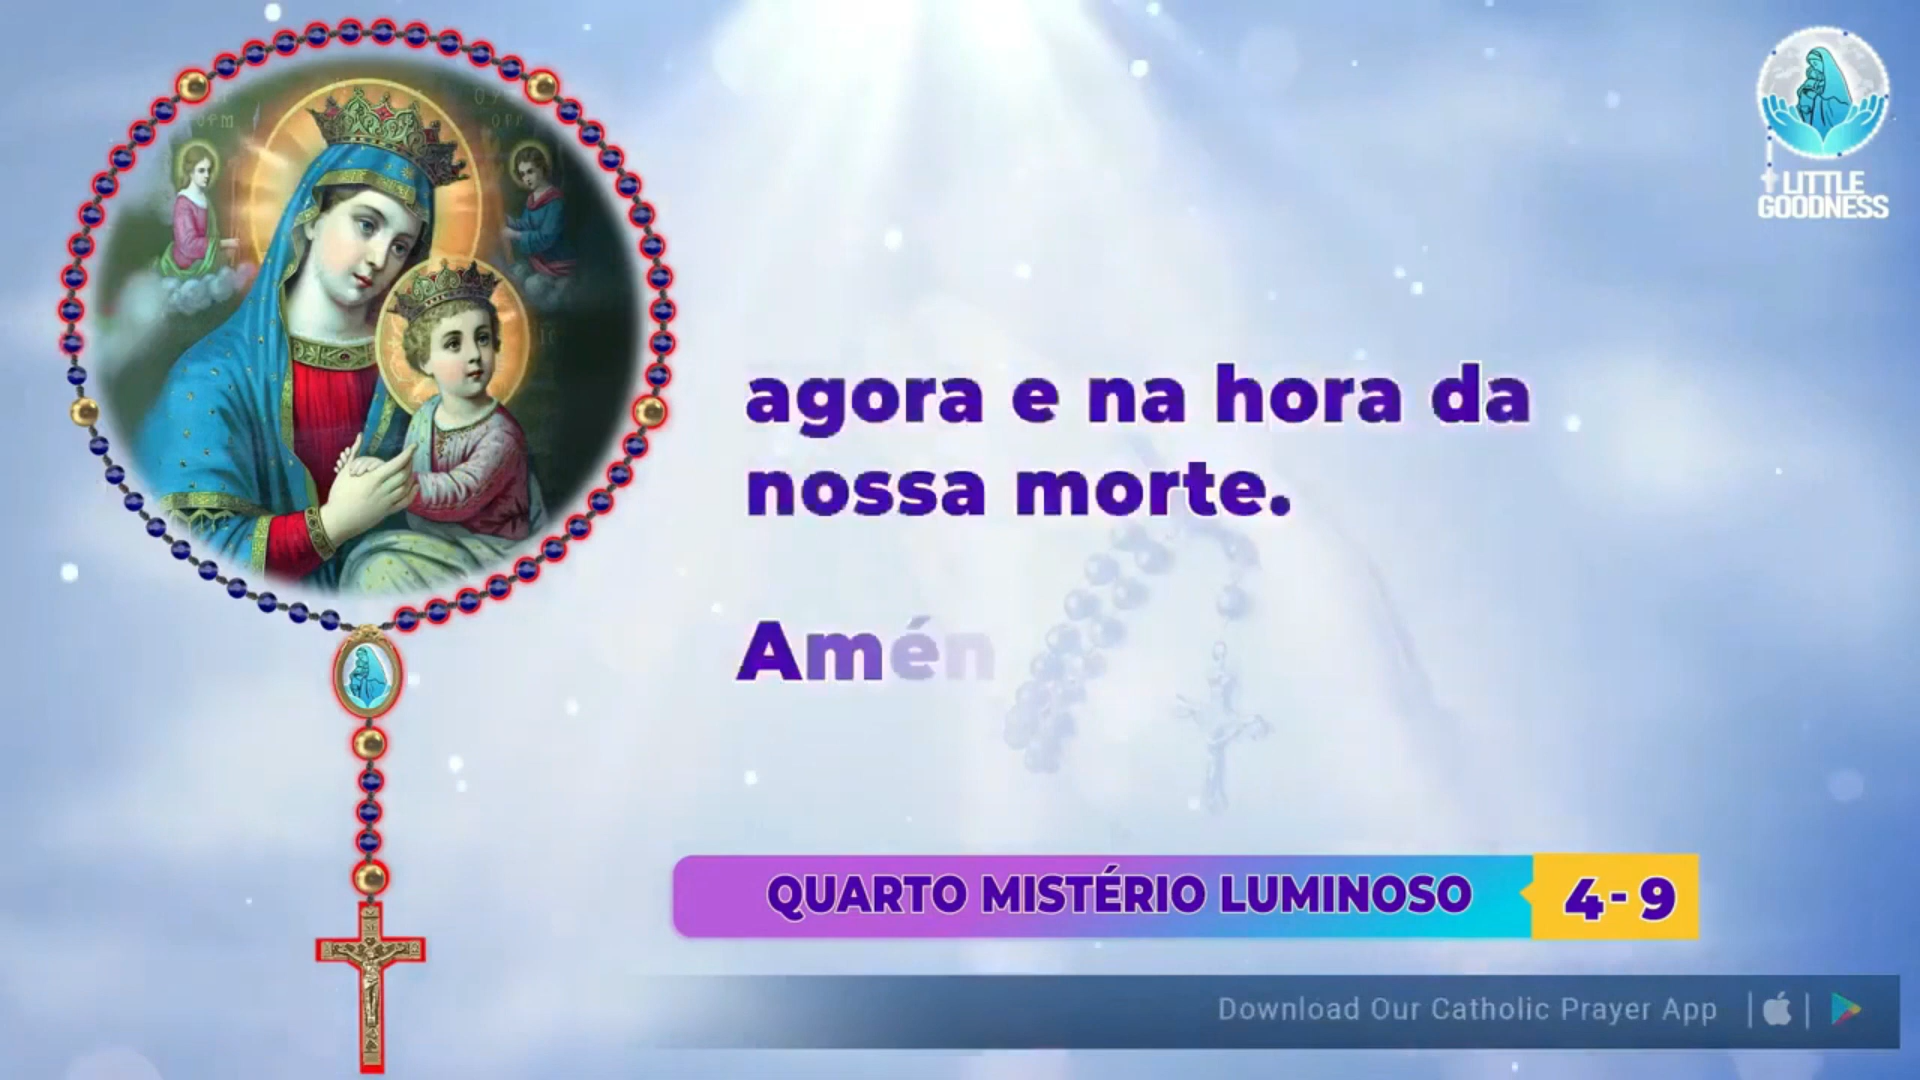 LITTLE
GOODNESS
agora e na hora da
nossa morte.
Amén
QUARTO MISTÉRIO LUMINOSO
4-9
Download Our Catholic Prayer App